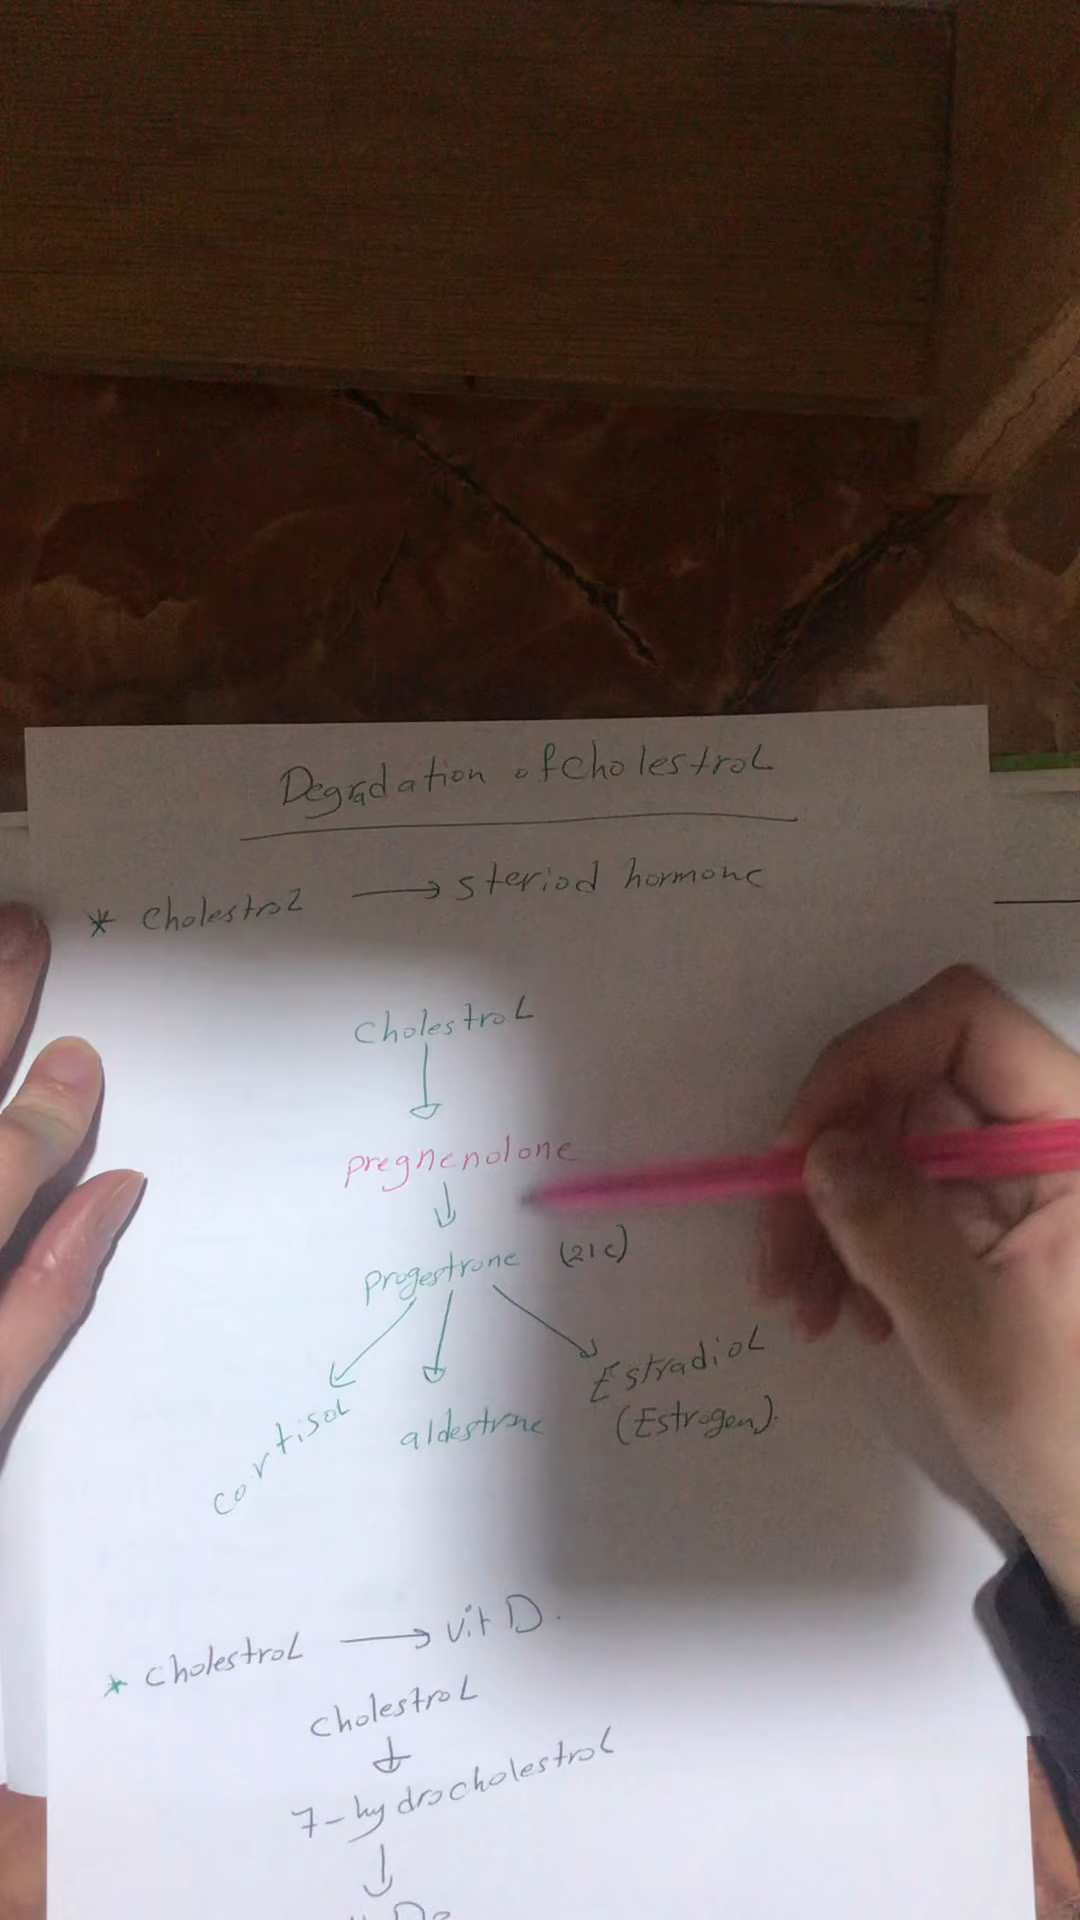 Degradation of cholestrol
* cholestrol → steriod hormone
cholestrol
pregnenolone
progestrone (21c)
cortisol aldestrone Estradiol
(Estrogen).
* cholestrol → vit D.
cholestrol
7-hydrocholestrol